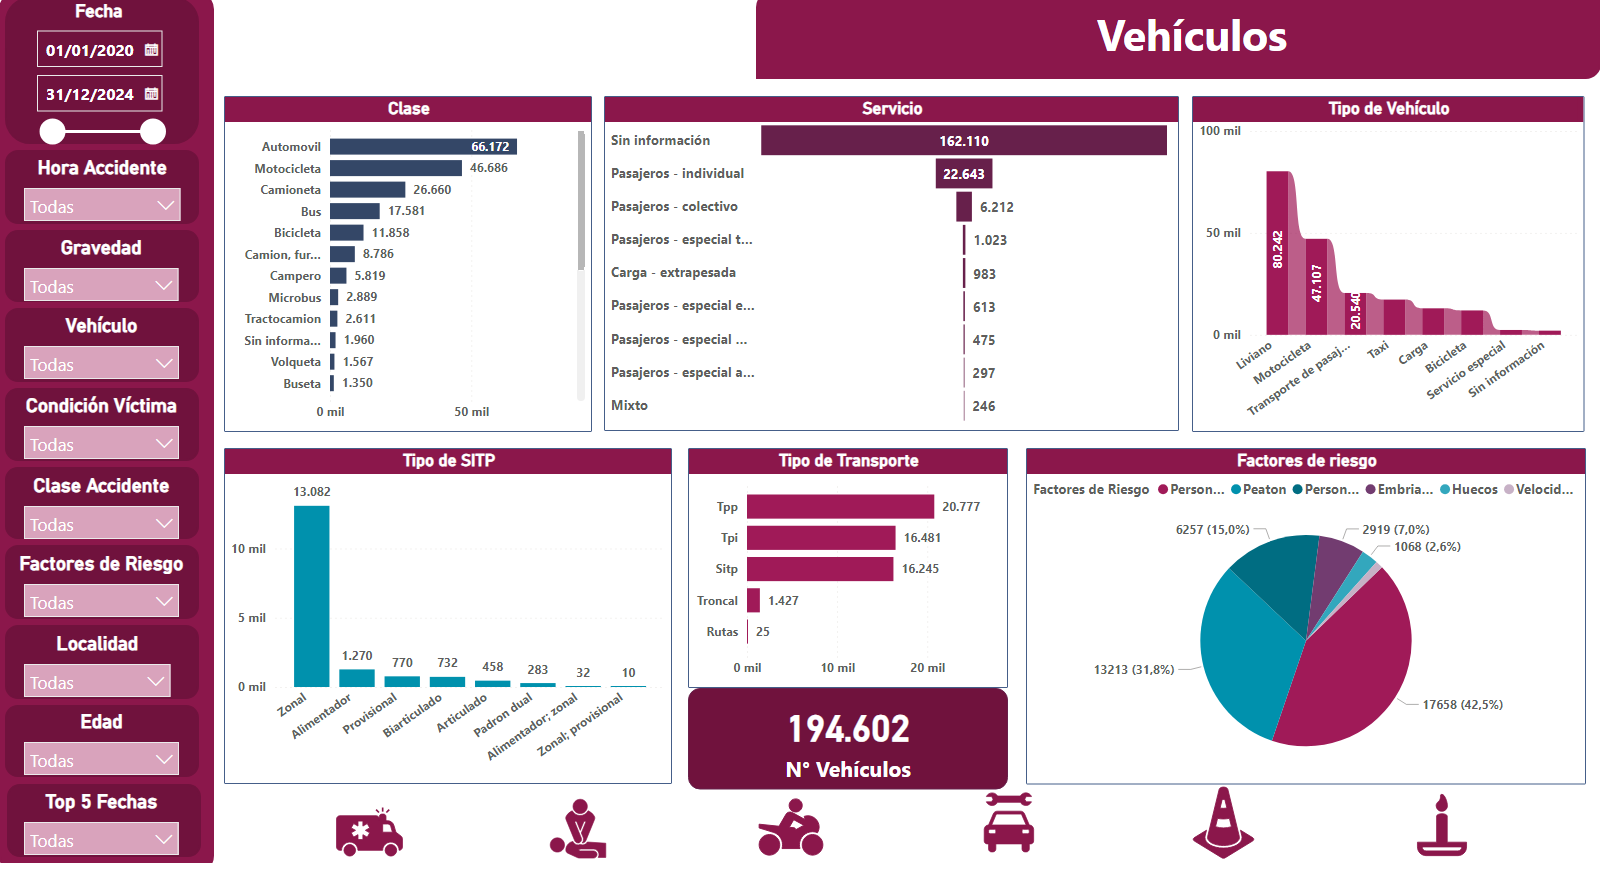 Fecha
01/01/2020
31/12/2024
Hora Accidente
Todas
Gravedad
Todas
Vehículo
Todas
Condición Víctima
Todas
Clase Accidente
Todas
Factores de Riesgo
Todas
Localidad
Todas
Edad
Todas
Top 5 Fechas
Todas
Vehículos
Clase
Automovil 66.172
Motocicleta 46.686
Camioneta 26.660
Bus 17.581
Bicicleta 11.858
Camion, fur... 8.786
Campero 5.819
Microbus 2.889
Tractocamion 2.611
Sin informa... 1.960
Volqueta 1.567
Buseta 1.350
0 mil 50 mil
Servicio
Sin información 162.110
Pasajeros - individual 22.643
Pasajeros - colectivo 6.212
Pasajeros - especial t... 1.023
Carga - extrapesada 983
Pasajeros - especial e... 613
Pasajeros - especial ... 475
Pasajeros - especial a... 297
Mixto 246
Tipo de Vehículo
100 mil
50 mil
0 mil
80.242
47.107
20.540
Liviano
Motocicleta
Transporte de pasaj...
Taxi
Carga
Bicicleta
Servicio especial
Sin información
Tipo de SITP
10 mil
5 mil
0 mil
13.082
1.270
770
732
458
283
32
10
Zonal
Alimentador
Provisional
Biarticulado
Articulado
Padron dual
Alimentador; zonal
Zonal; provisional
Tipo de Transporte
Tpp 20.777
Tpi 16.481
Sitp 16.245
Troncal 1.427
Rutas 25
0 mil 10 mil 20 mil
194.602
N° Vehículos
Factores de riesgo
Factores de Riesgo Person... Peaton Person... Embria... Huecos Velocid...
6257 (15,0%)
2919 (7,0%)
1068 (2,6%)
13213 (31,8%)
17658 (42,5%)